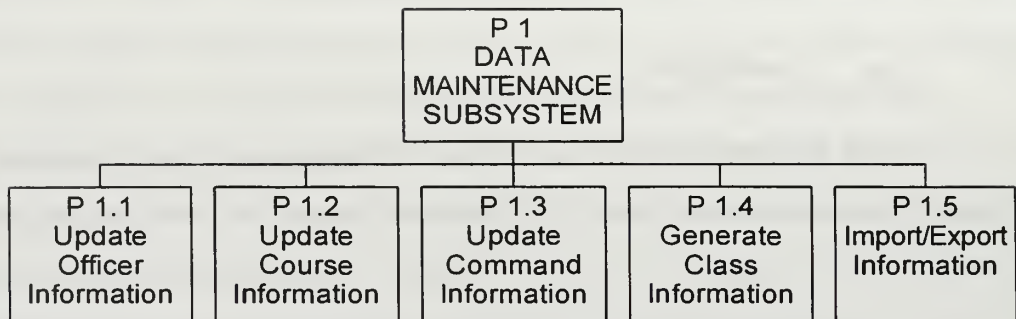 P 1
DATA
MAINTENANCE
SUBSYSTEM
P 1.1
Update
Officer
Information
P 1.2
Update
Course
Information
P 1.3
Update
Command
Information
P 1.4
Generate
Class
Information
P 1.5
Import/Export
Information